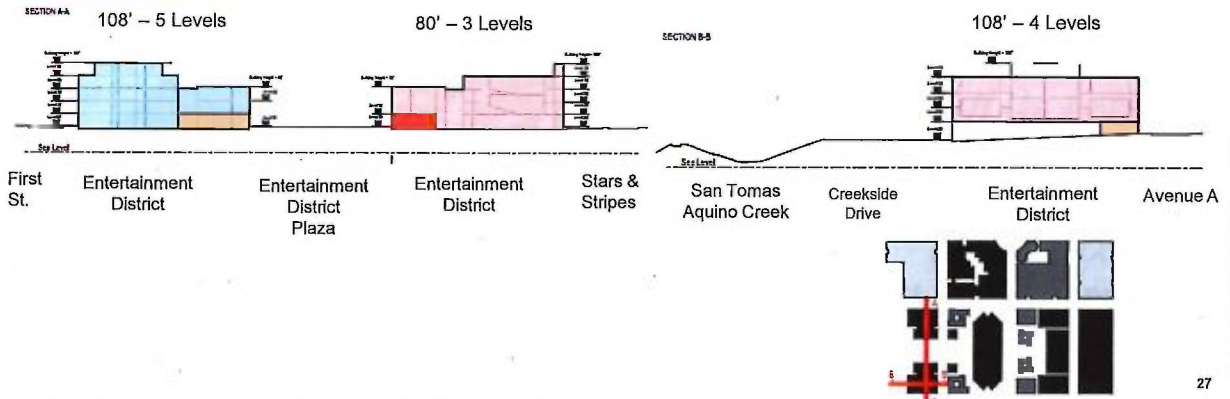 SECTION A-A
108' – 5 Levels
80' – 3 Levels
Sea Level
First
St.
Entertainment
District
Entertainment
District
Plaza
Entertainment
District
Stars &
Stripes
SECTION B-B
108' – 4 Levels
Sea Level
San Tomas
Aquino Creek
Creekside
Drive
Entertainment
District
Avenue A
A
B
27